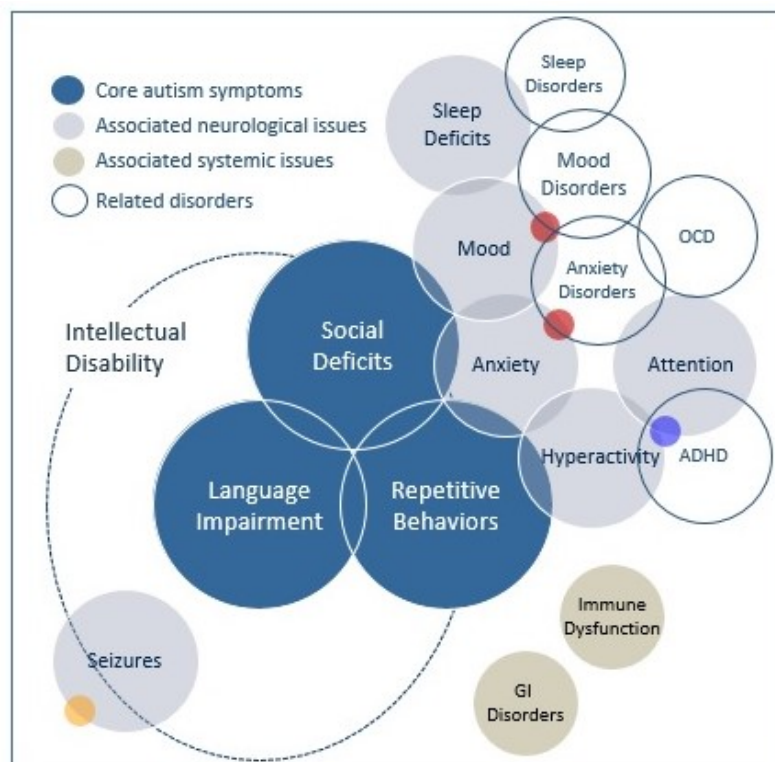 Core autism symptoms
Associated neurological issues
Associated systemic issues
Related disorders
Sleep
Disorders
Sleep
Deficits
Mood
Disorders
Mood
OCD
Anxiety
Disorders
Intellectual
Disability
Social
Deficits
Anxiety
Attention
Hyperactivity
ADHD
Language
Impairment
Repetitive
Behaviors
Immune
Dysfunction
Seizures
GI
Disorders